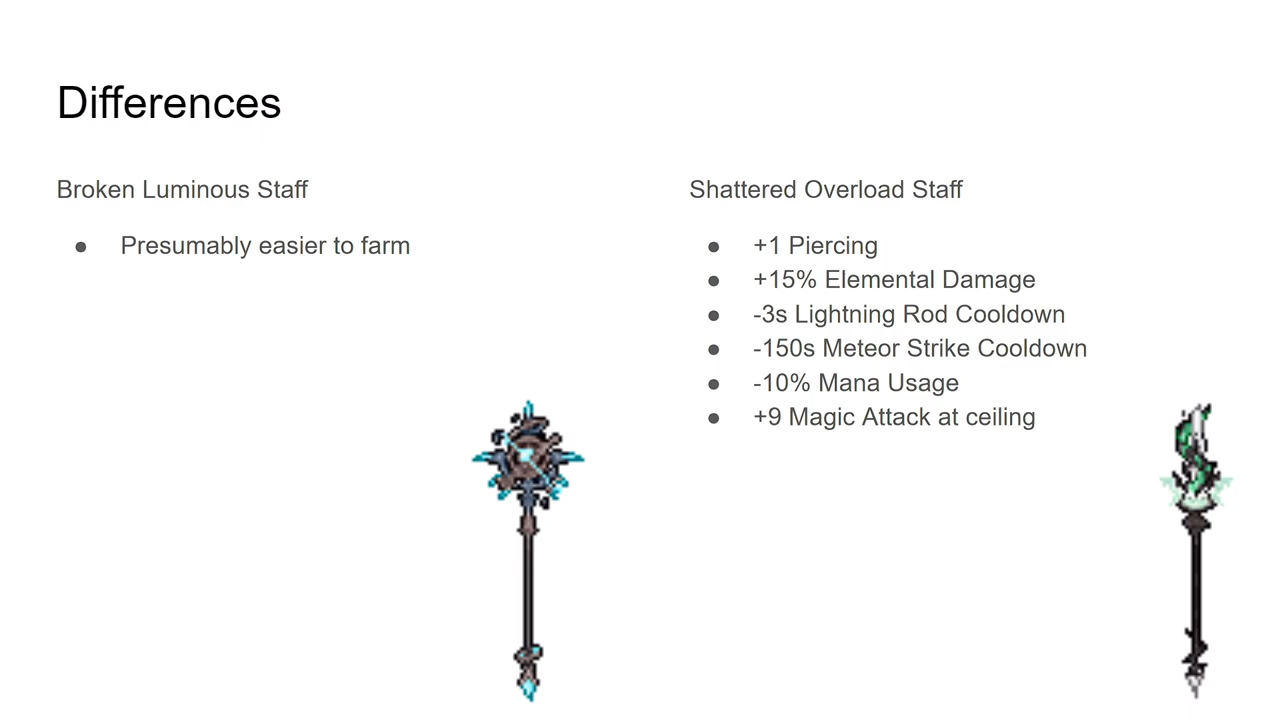 Differences
Broken Luminous Staff
● Presumably easier to farm
Shattered Overload Staff
● +1 Piercing
● +15% Elemental Damage
● -3s Lightning Rod Cooldown
● -150s Meteor Strike Cooldown
● -10% Mana Usage
● +9 Magic Attack at ceiling